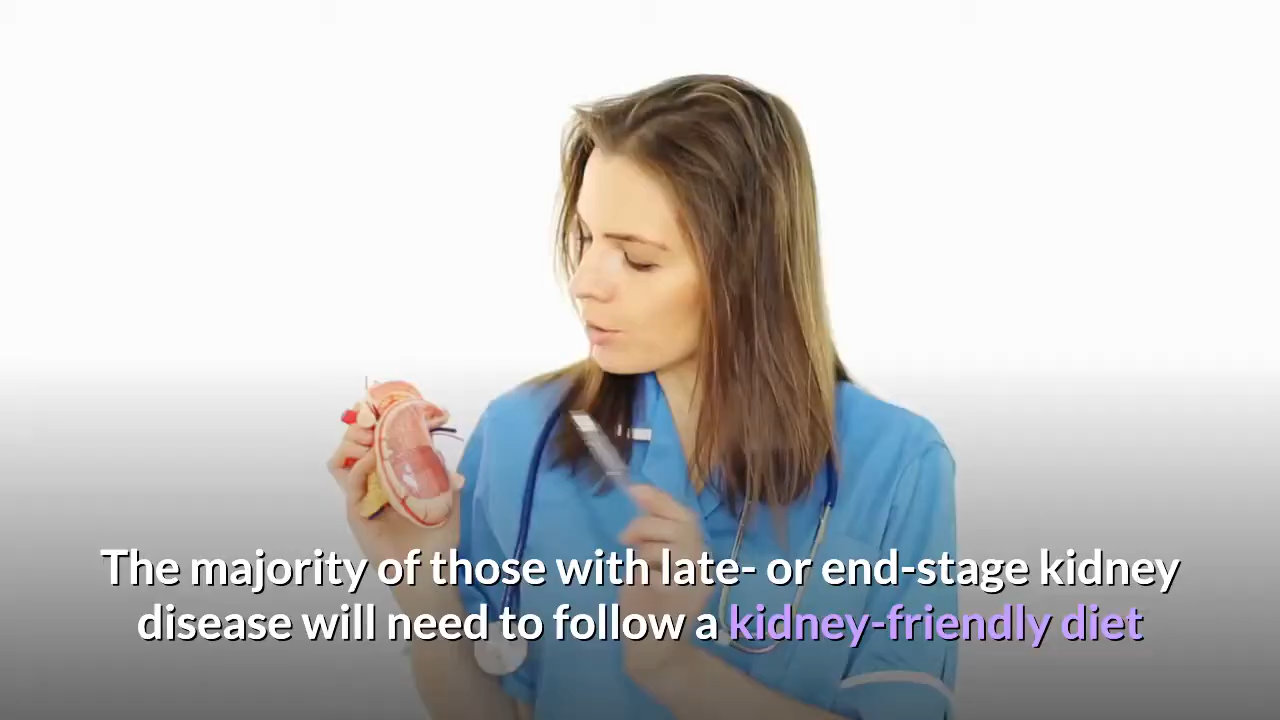 The majority of those with late- or end-stage kidney
disease will need to follow a kidney-friendly diet